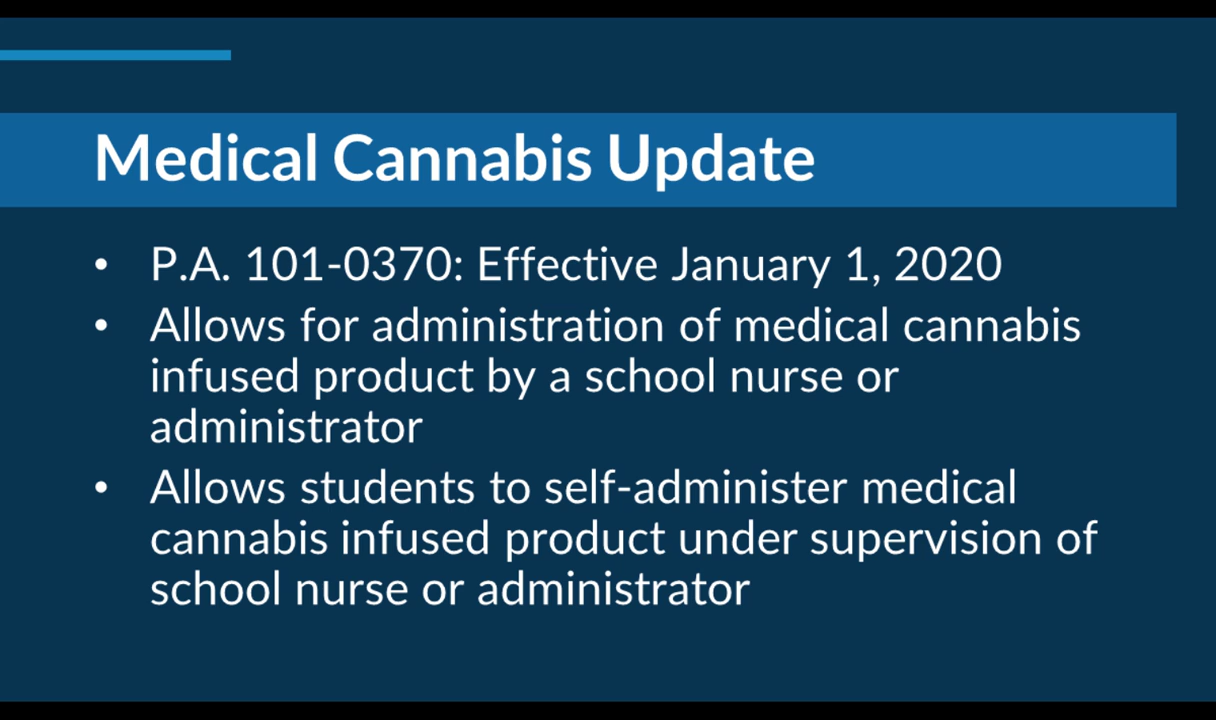 Medical Cannabis Update
• P.A. 101-0370: Effective January 1, 2020
• Allows for administration of medical cannabis
infused product by a school nurse or
administrator
• Allows students to self-administer medical
cannabis infused product under supervision of
school nurse or administrator